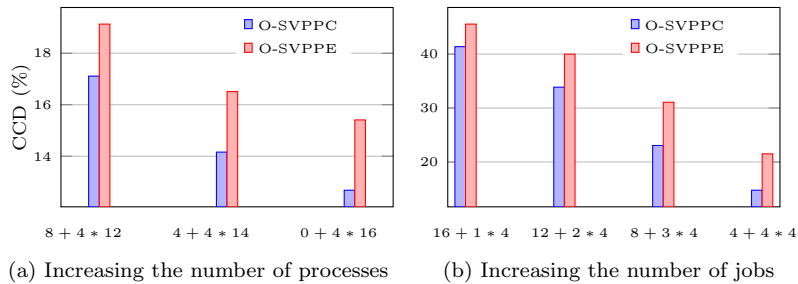 O-SVPPC
O-SVPPE
CCD (%)
18
16
14
8 + 4 * 12
4 + 4 * 14
0 + 4 * 16
(a) Increasing the number of processes
O-SVPPC
O-SVPPE
40
30
20
16 + 1 * 4
12 + 2 * 4
8 + 3 * 4
4 + 4 * 4
(b) Increasing the number of jobs